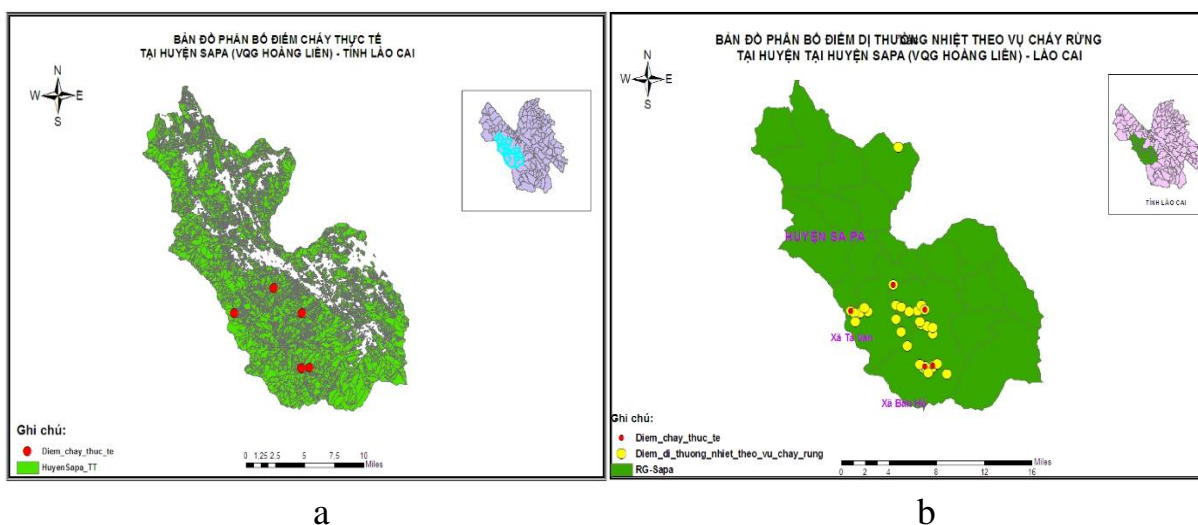 BẢN ĐỒ PHÂN BỐ ĐIỂM CHÁY THỰC TẾ
TẠI HUYỆN SAPA (VQG HOÀNG LIÊN) - TỈNH LÀO CAI
N
W E
S
Ghi chú:
Diem_chay_thuc_te
HuyenSapa_TT
0 1.25 2.5 5 7.5 10
Miles
a
BẢN ĐỒ PHÂN BỐ ĐIỂM DỊ THƯỜNG NHIỆT THEO VỤ CHÁY RỪNG
TẠI HUYỆN TẠI HUYỆN SAPA (VQG HOÀNG LIÊN) - LÀO CAI
N
W E
S
TỈNH LÀO CAI
HUYỆN SA PA
Xã Tả Van
Xã Bản Hồ
Ghi chú:
Diem_chay_thuc_te
Diem_di_thuong_nhiet_theo_vu_chay_rung
RG-Sapa
0 2 4 8 12 16
Miles
b